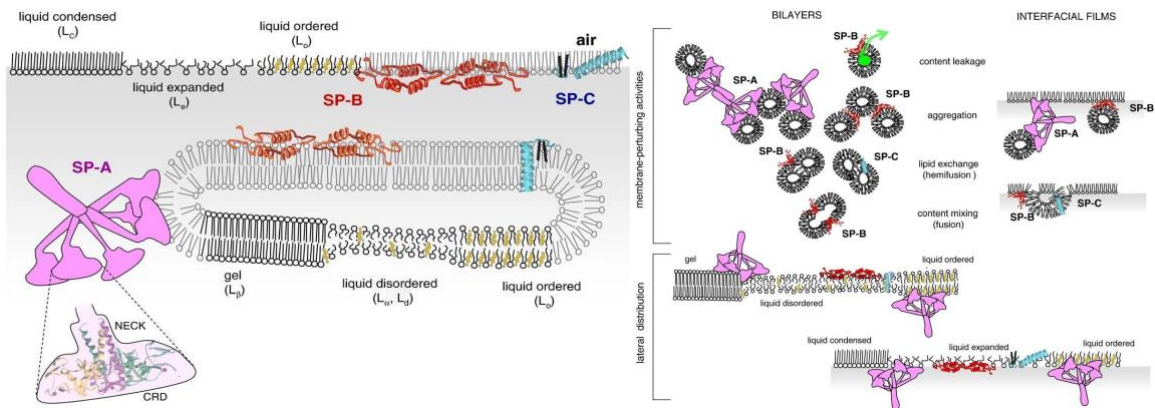 liquid condensed
(Lc)
liquid ordered
(Lo)
air
liquid expanded
(Le)
SP-B
SP-C
SP-A
gel
(Lβ)
liquid disordered
(Lα, Ld)
liquid ordered
(Lo)
NECK
CRD
BILAYERS
INTERFACIAL FILMS
membrane-perturbing activities
SP-B
content leakage
SP-A
SP-B
aggregation
SP-B
SP-A
SP-B
SP-C
lipid exchange
(hemifusion )
SP-B
SP-C
content mixing
(fusion)
SP-B
lateral distribution
gel
liquid ordered
liquid disordered
liquid condensed
liquid expanded
liquid ordered